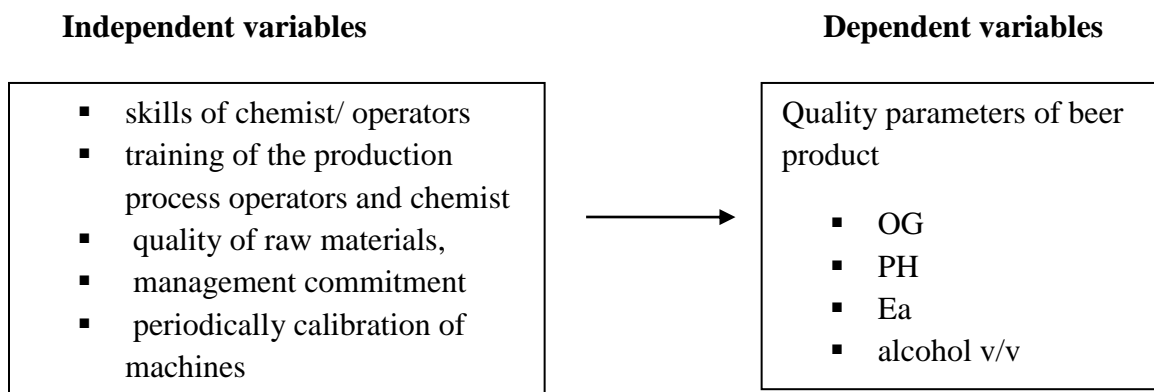 Independent variables
Dependent variables
▪ skills of chemist/ operators
▪ training of the production
process operators and chemist
▪ quality of raw materials,
▪ management commitment
▪ periodically calibration of
machines
Quality parameters of beer
product
▪ OG
▪ PH
▪ Ea
▪ alcohol v/v